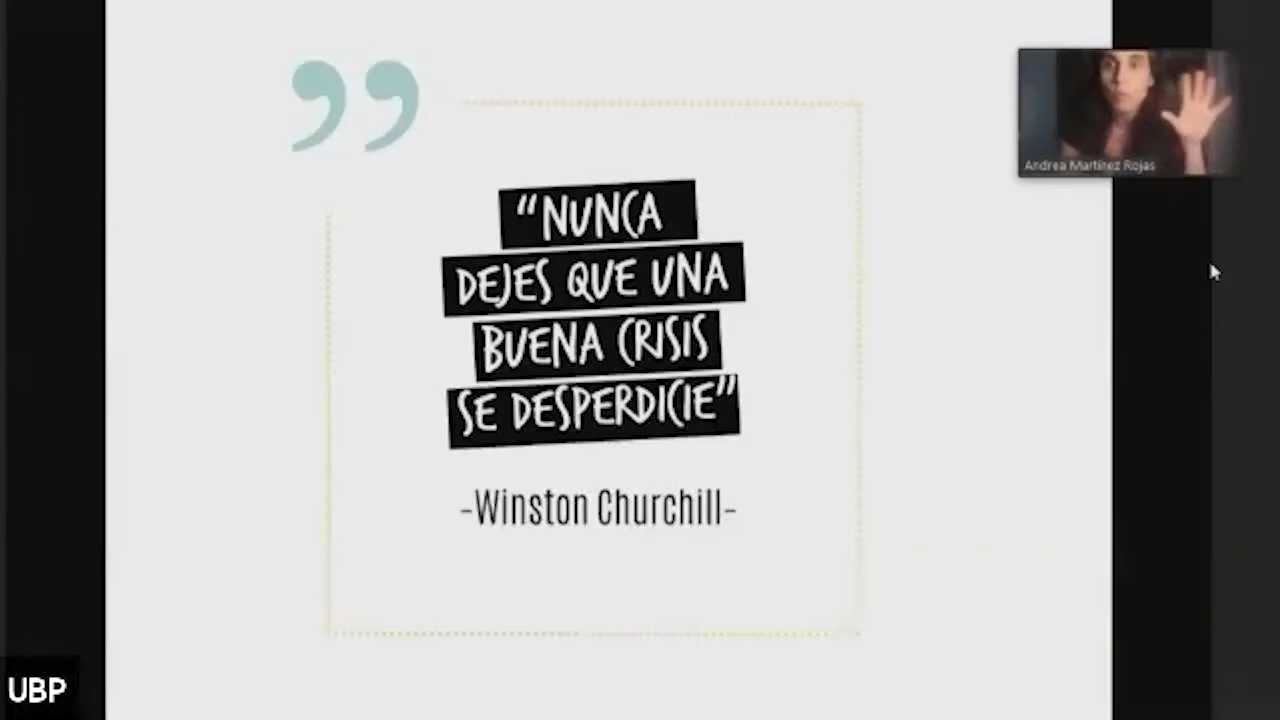 “NUNCA
DEJES QUE UNA
BUENA CRISIS
SE DESPERDICIE”
-Winston Churchill-
Andrea Martínez Rojas
UBP